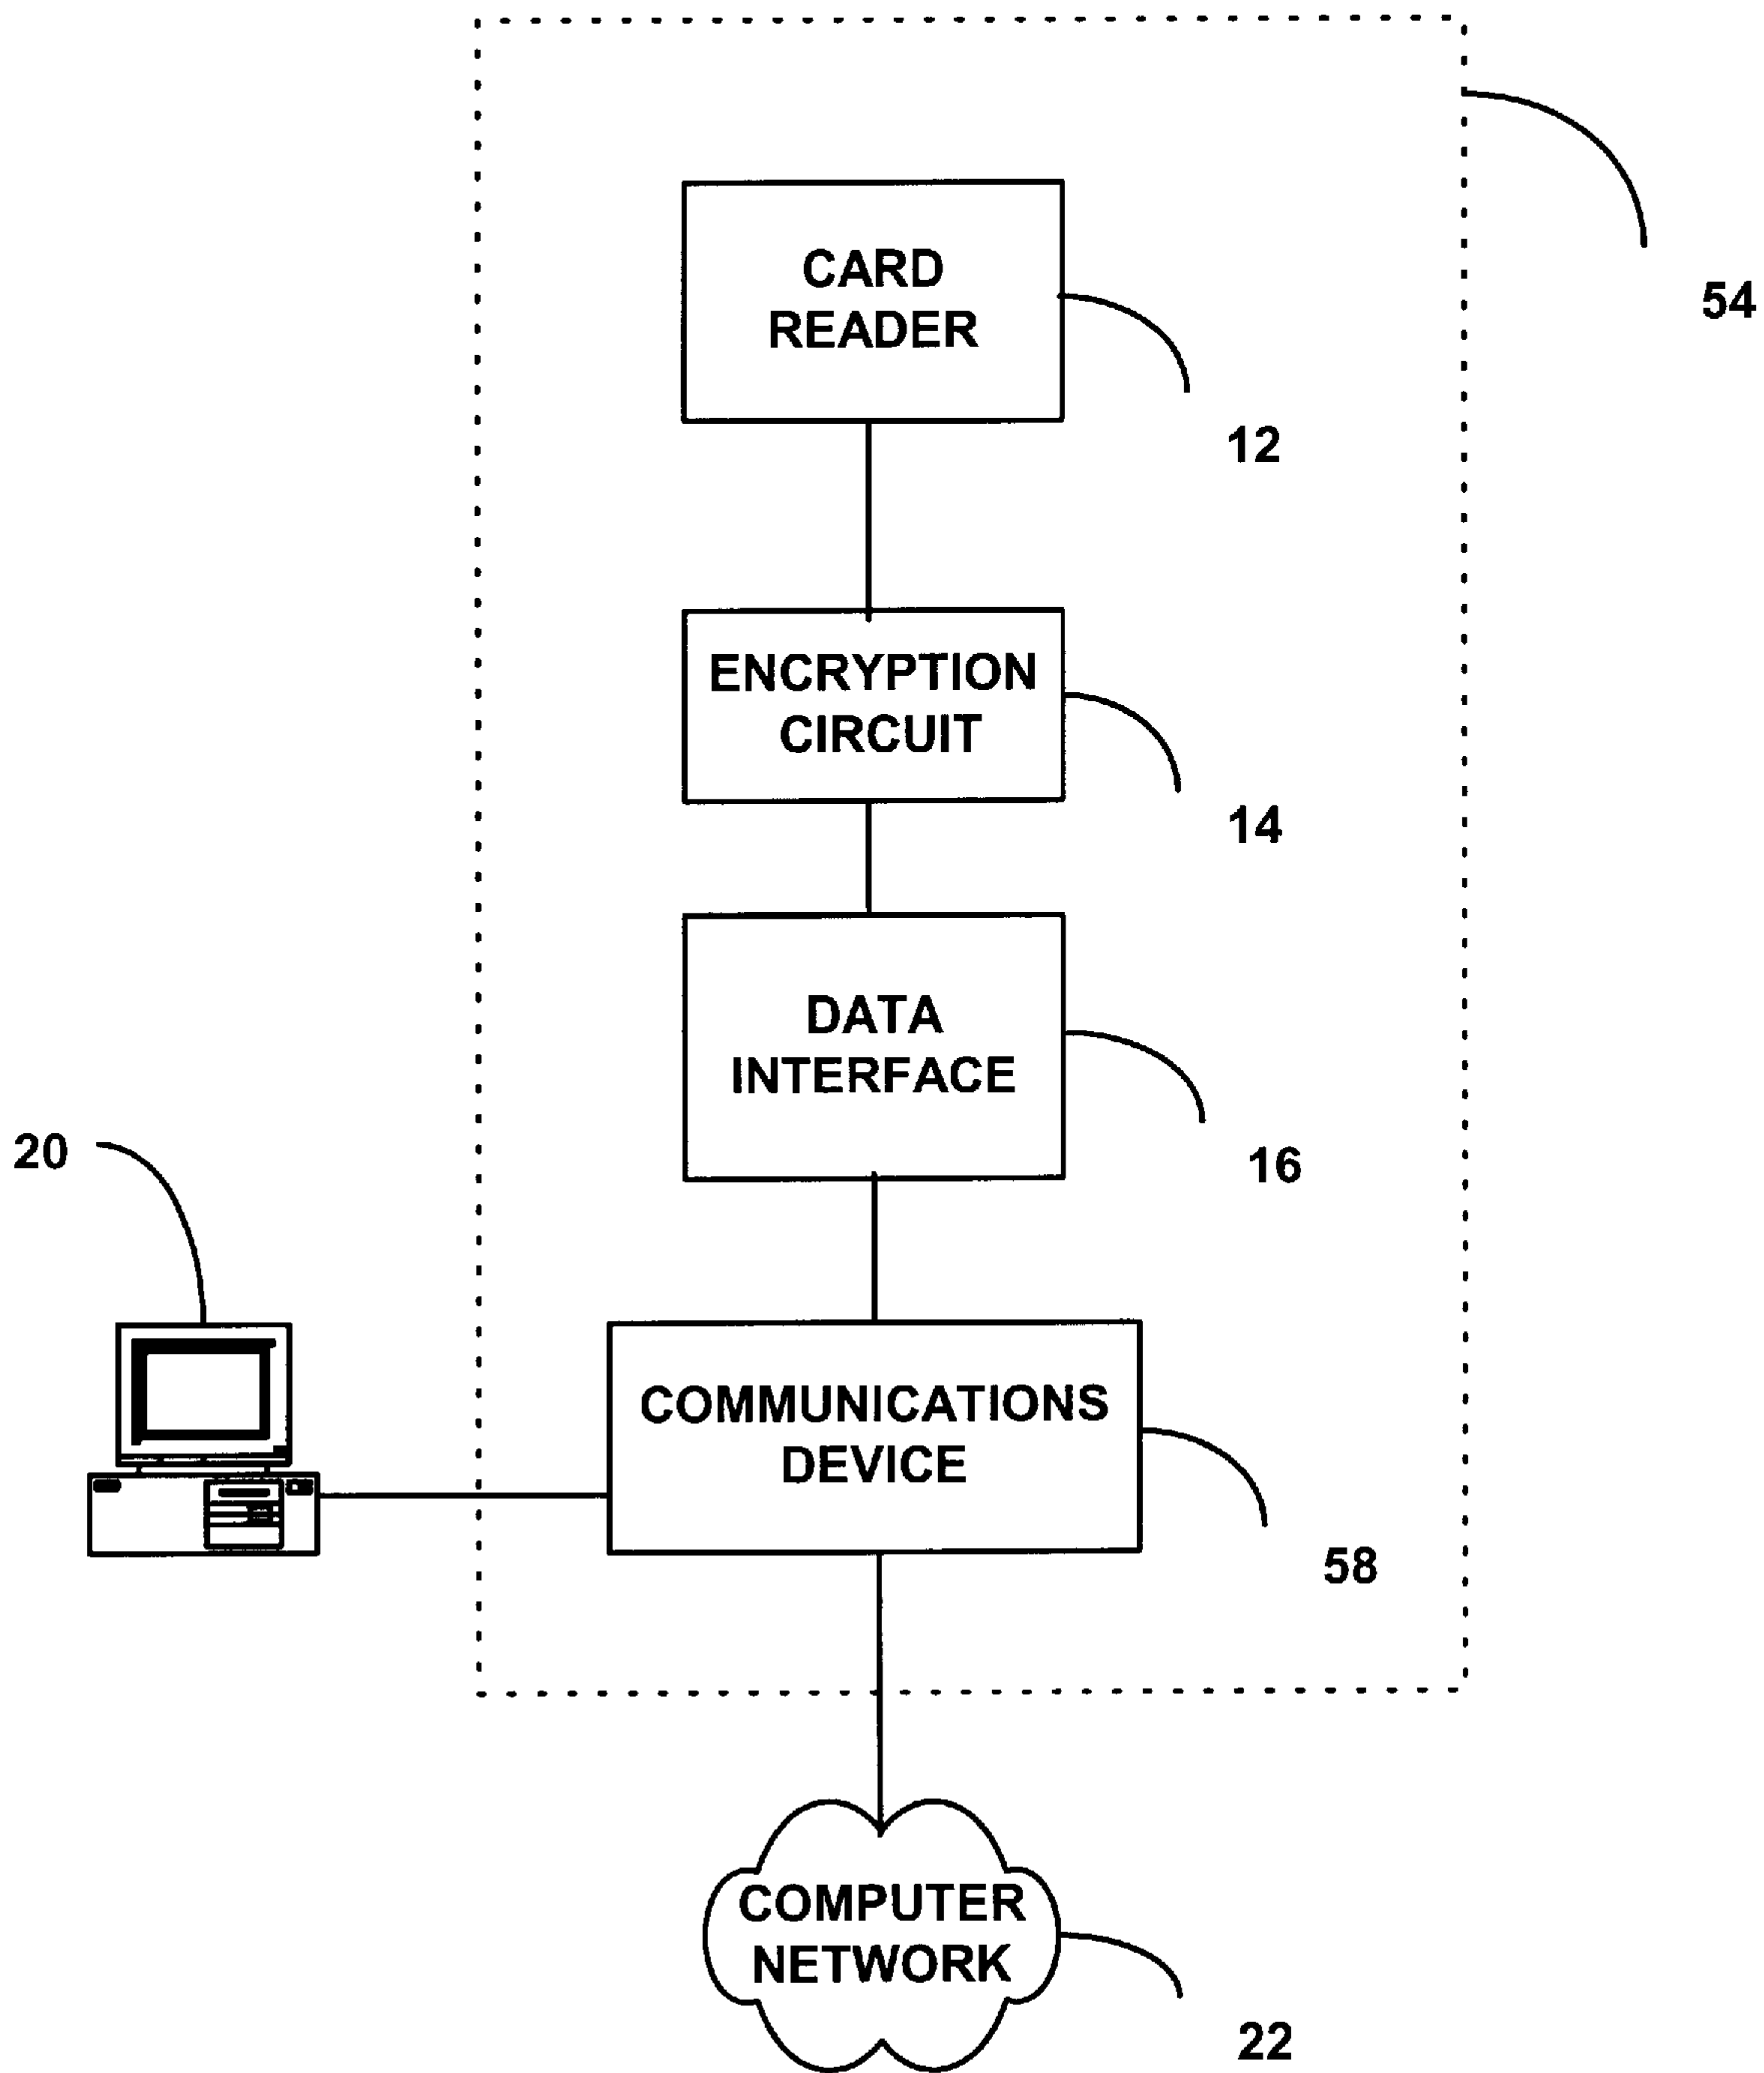 54
CARD
READER
12
ENCRYPTION
CIRCUIT
14
DATA
INTERFACE
16
20
COMMUNICATIONS
DEVICE
58
COMPUTER
NETWORK
22